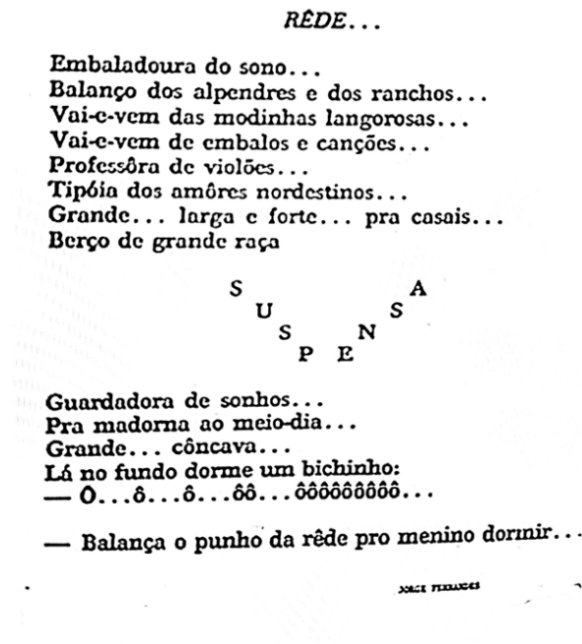 RÊDE...
Embaladoura do sono...
Balanço dos alpendres e dos ranchos...
Vai-e-vem das modinhas langorosas...
Vai-e-vem de embalos e canções...
Professôra de violões...
Tipóia dos amôres nordestinos...
Grande... larga e forte... pra casais...
Berço de grande raça
SUSPENSA
Guardadora de sonhos...
Pra madorna ao meio-dia...
Grande... côncava...
Lá no fundo dorme um bichinho:
— Ô...ô...ô...ôô...ôôôôôôôôô...
— Balança o punho da rêde pro menino dormir...
JORGE FERNANDES